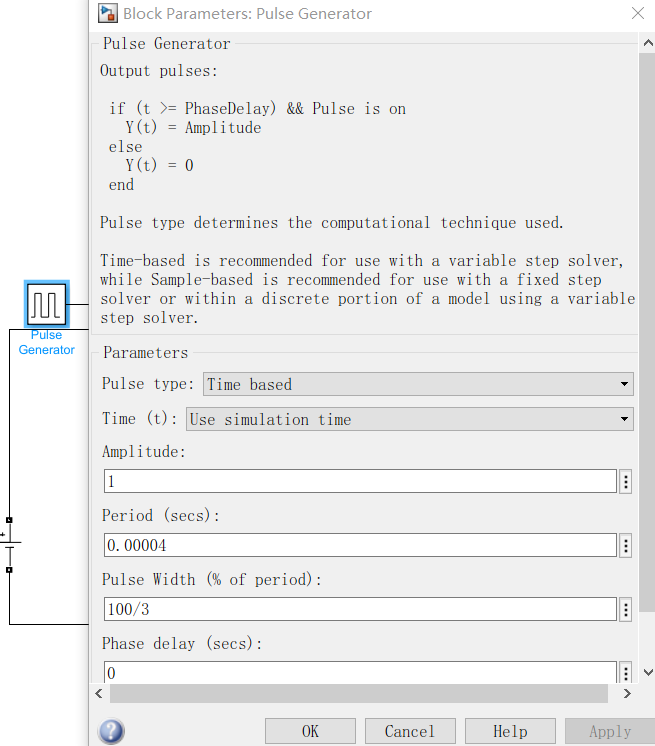 Block Parameters: Pulse Generator
Pulse Generator
Output pulses:
if (t >= PhaseDelay) && Pulse is on
Y(t) = Amplitude
else
Y(t) = 0
end
Pulse type determines the computational technique used.
Time-based is recommended for use with a variable step solver,
while Sample-based is recommended for use with a fixed step
solver or within a discrete portion of a model using a variable
step solver.
Pulse
Generator
Parameters
Pulse type: Time based
Time (t): Use simulation time
Amplitude:
1
Period (secs):
0.00004
Pulse Width (% of period):
100/3
Phase delay (secs):
0
+
?
OK
Cancel
Help
Apply